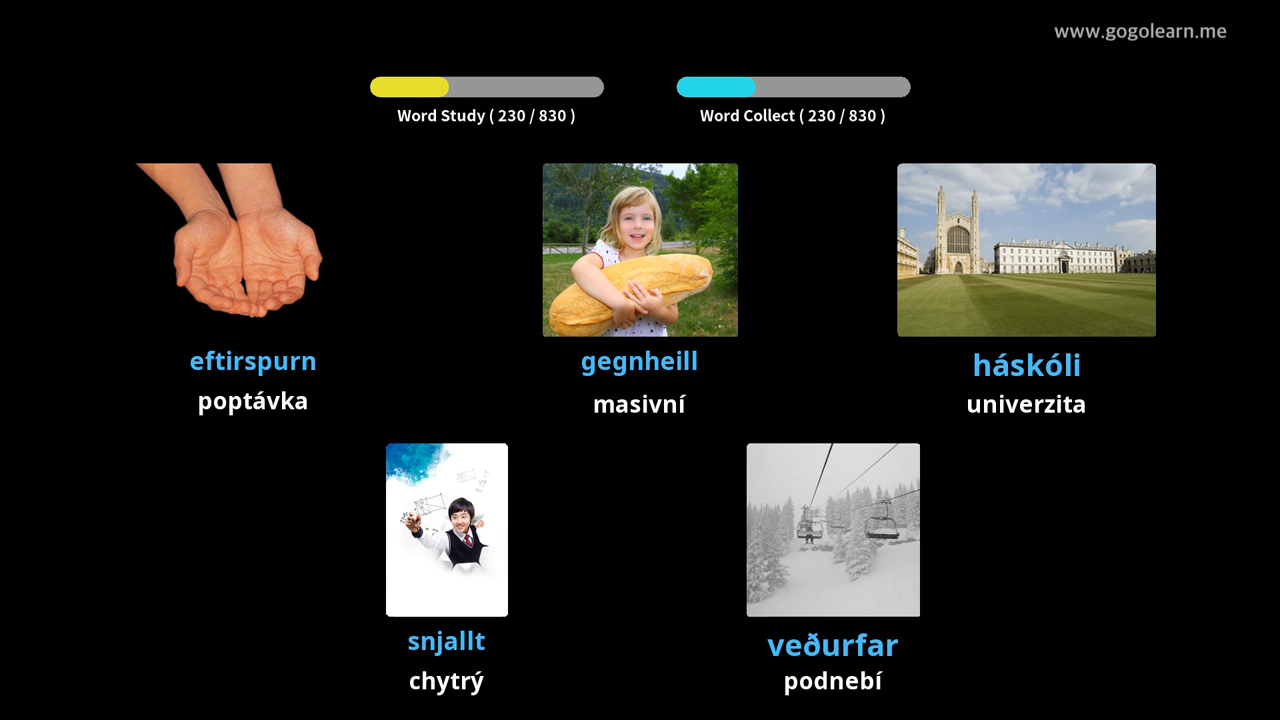 www.gogolearn.me
Word Study ( 230 / 830 )
Word Collect ( 230 / 830 )
eftirspurn
poptávka
gegnheill
masivní
háskóli
univerzita
snjallt
chytrý
veðurfar
podnebí